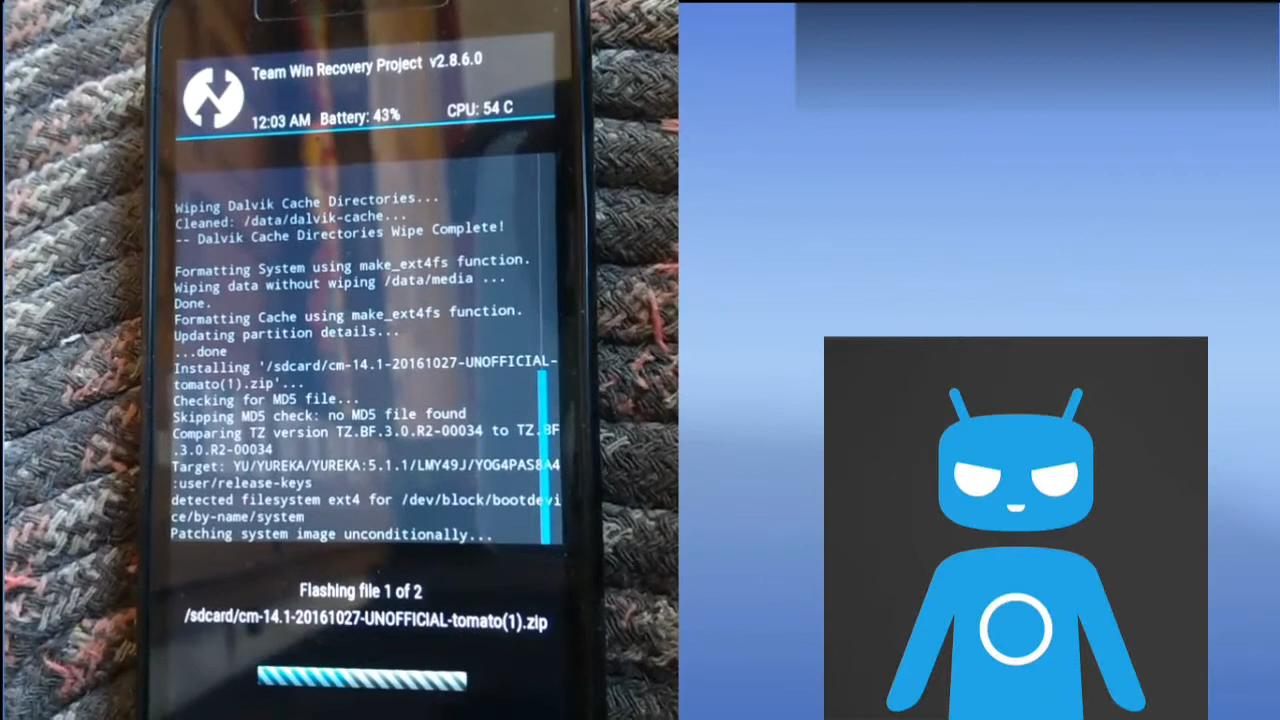 Team Win Recovery Project v2.8.6.0
12:03 AM Battery: 43% CPU: 54 C
Wiping Dalvik Cache Directories...
Cleaned: /data/dalvik-cache...
-- Dalvik Cache Directories Wipe Complete!
Formatting System using make_ext4fs function.
Wiping data without wiping /data/media ...
Done.
Formatting Cache using make_ext4fs function.
Updating partition details...
...done
Installing '/sdcard/cm-14.1-20161027-UNOFFICIAL-
tomato(1).zip'...
Checking for MD5 file...
Skipping MD5 check: no MD5 file found
Comparing TZ version TZ.BF.3.0.R2-00034 to TZ.BF
.3.0.R2-00034
Target: YU/YUREKA/YUREKA:5.1.1/LMY49J/YOG4PAS8A4
:user/release-keys
detected filesystem ext4 for /dev/block/bootdevi
ce/by-name/system
Patching system image unconditionally...
Flashing file 1 of 2
/sdcard/cm-14.1-20161027-UNOFFICIAL-tomato(1).zip